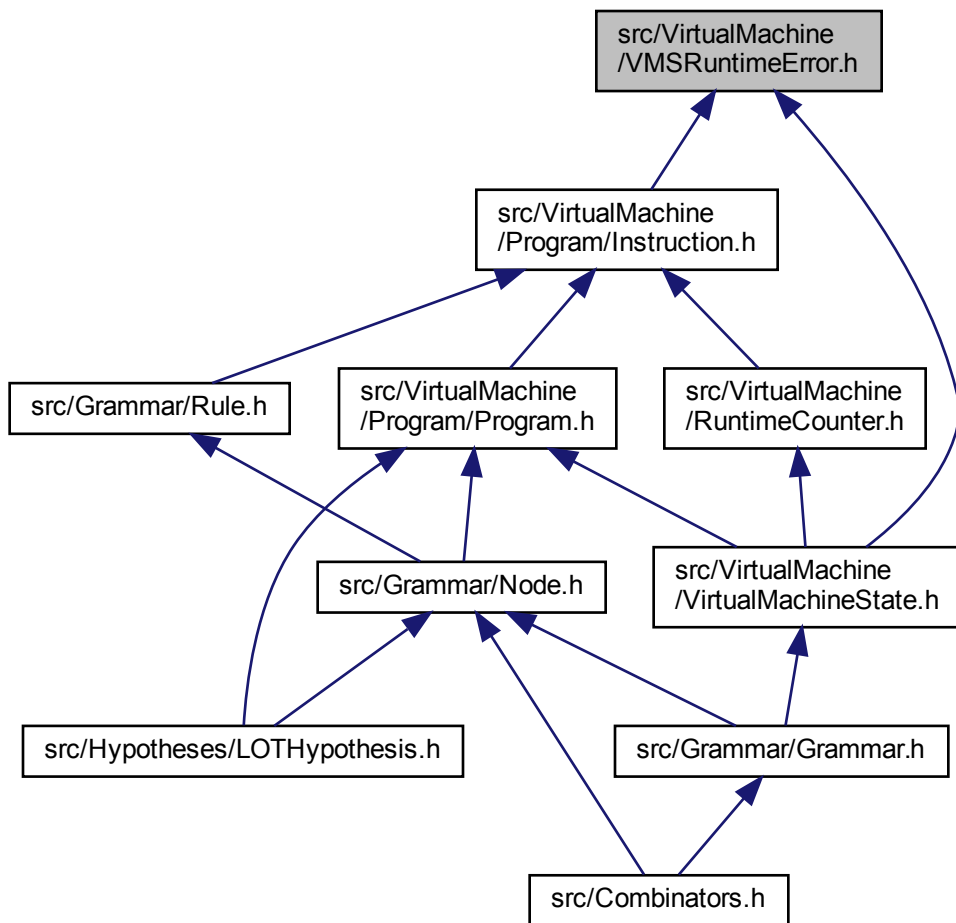 src/VirtualMachine
/VMSRuntimeError.h
src/VirtualMachine
/Program/Instruction.h
src/Grammar/Rule.h
src/VirtualMachine
/Program/Program.h
src/VirtualMachine
/RuntimeCounter.h
src/Grammar/Node.h
src/VirtualMachine
/VirtualMachineState.h
src/Hypotheses/LOTHypothesis.h
src/Grammar/Grammar.h
src/Combinators.h